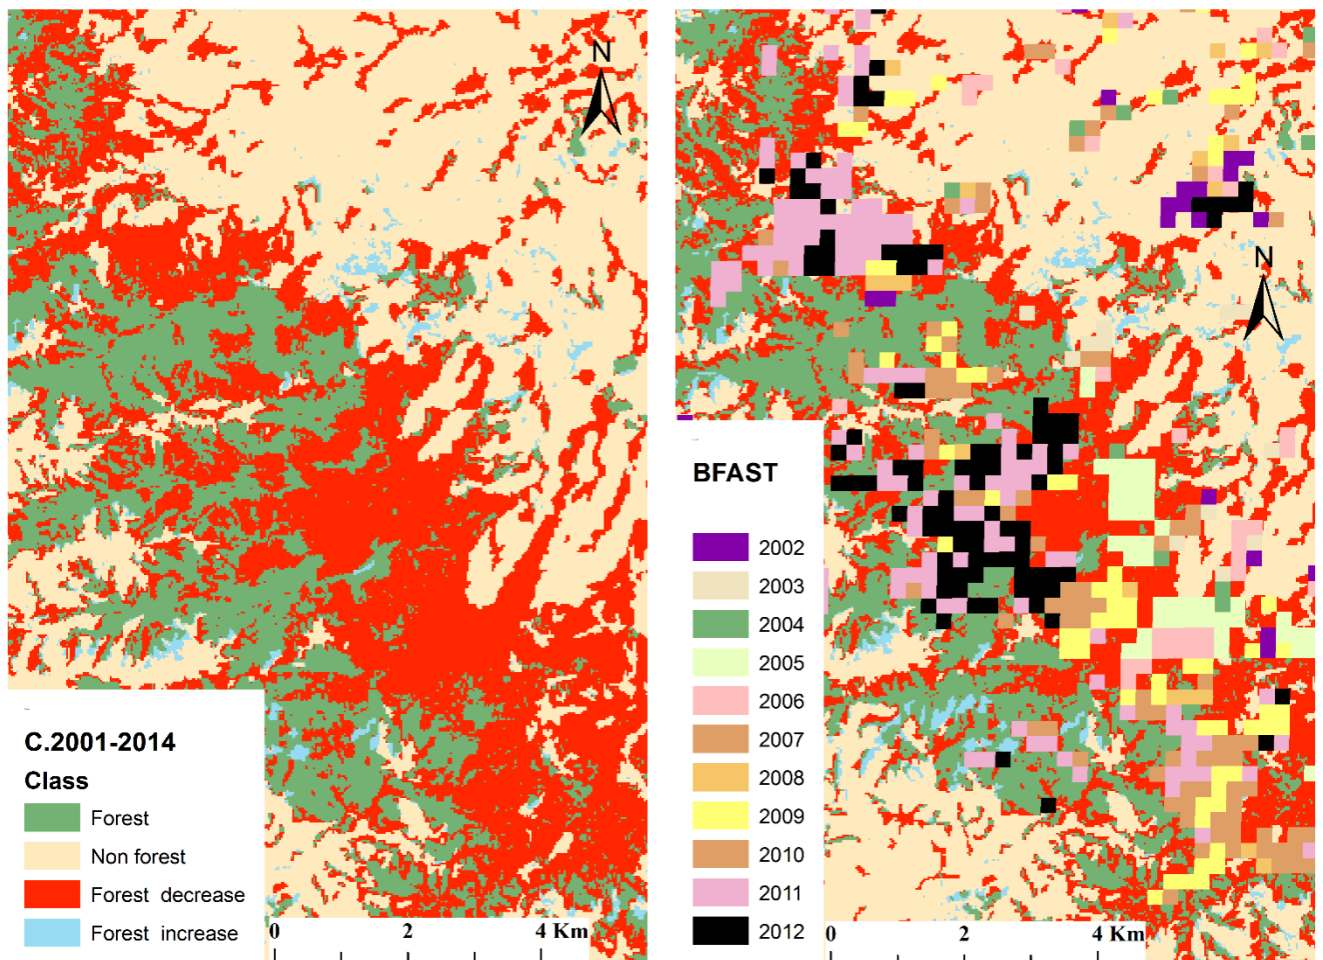 N
C.2001-2014
Class
Forest
Non forest
Forest decrease
Forest increase
0 2 4 Km
N
BFAST
2002
2003
2004
2005
2006
2007
2008
2009
2010
2011
2012
0 2 4 Km